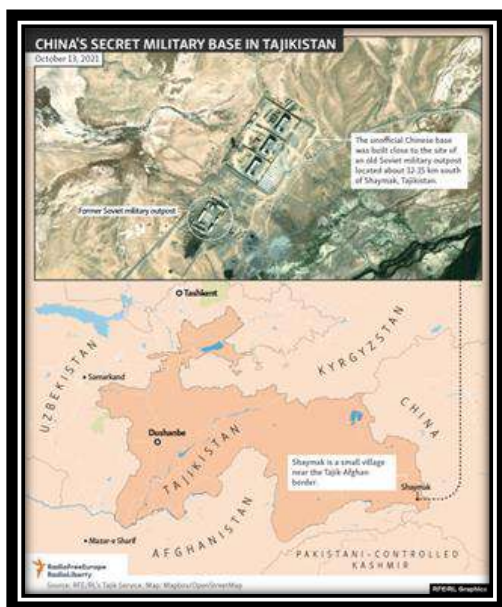 CHINA'S SECRET MILITARY BASE IN TAJIKISTAN
October 13, 2021
The unofficial Chinese base
was built close to the site of
an old Soviet military outpost
located about 12-15 km south
of Shaymak, Tajikistan.
Former Soviet military outpost
Tashkent
UZBEKISTAN
KYRGYZSTAN
Samarkand
CHINA
Dushanbe
TAJIKISTAN
Shaymak is a small village
near the Tajik-Afghan
border.
Shaymak
Mazar-e Sharif
AFGHANISTAN
PAKISTANI-CONTROLLED
KASHMIR
RadioFreeEurope
RadioLiberty
Source: RFE/RL's Tajik Service, Map: Mapbox/OpenStreetMap
RFE/RL Graphics